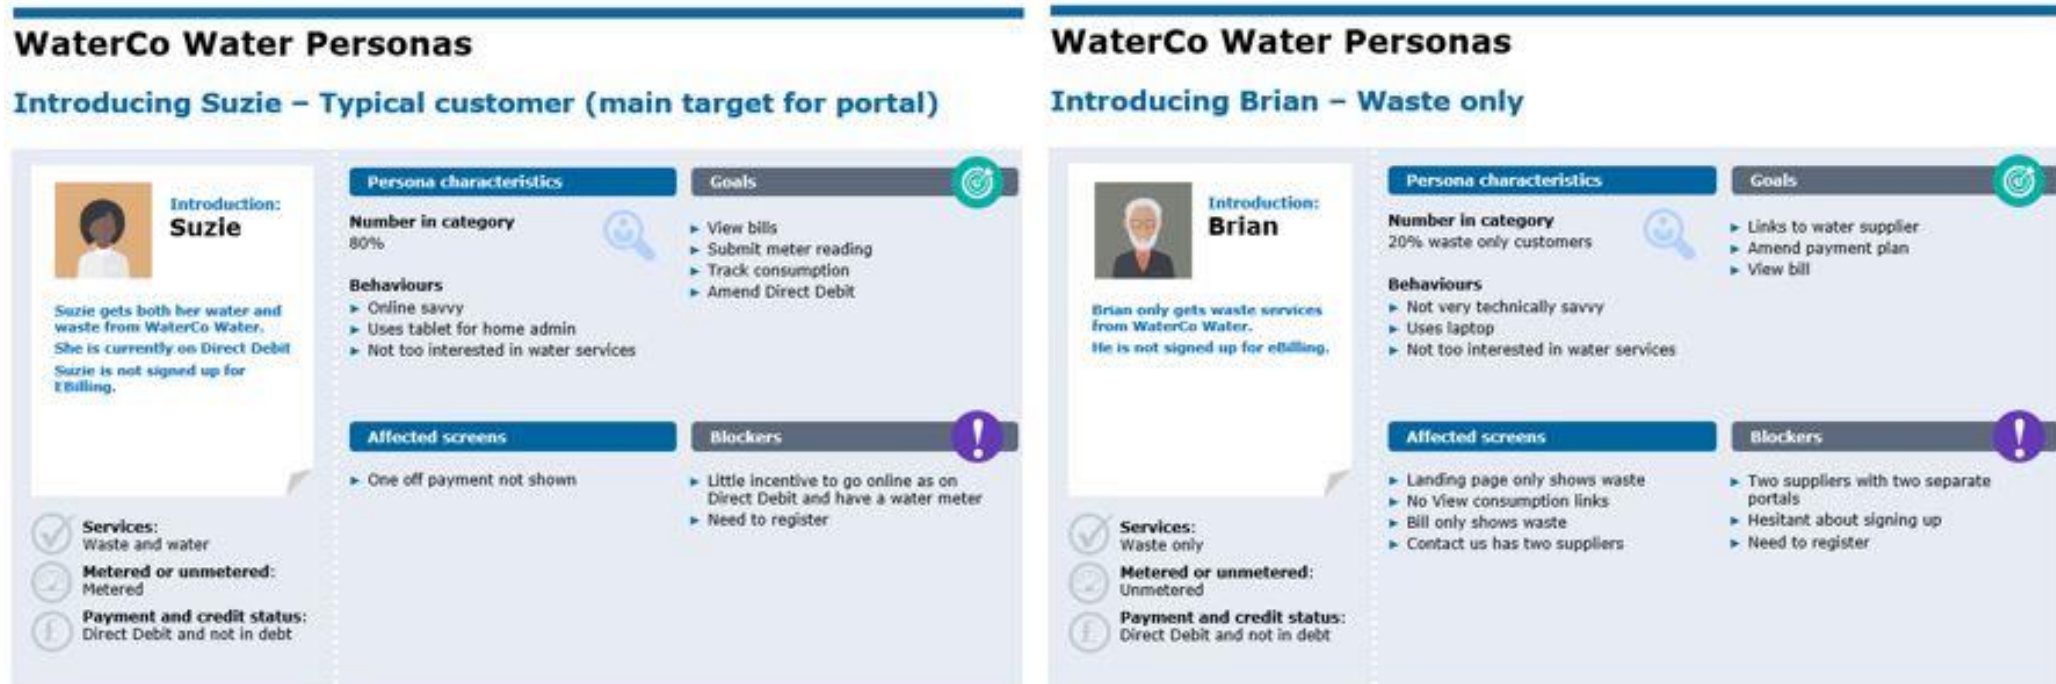 WaterCo Water Personas
Introducing Suzie – Typical customer (main target for portal)
Introduction:
Suzie
Suzie gets both her water and
waste from WaterCo Water.
She is currently on Direct Debit
Suzie is not signed up for
EBilling.
Services:
Waste and water
Metered or unmetered:
Metered
Payment and credit status:
Direct Debit and not in debt
Persona characteristics
Number in category
80%
Behaviours
► Online savvy
► Uses tablet for home admin
► Not too interested in water services
Goals
► View bills
► Submit meter reading
► Track consumption
► Amend Direct Debit
Affected screens
► One off payment not shown
Blockers
► Little incentive to go online as on
Direct Debit and have a water meter
► Need to register
WaterCo Water Personas
Introducing Brian – Waste only
Introduction:
Brian
Brian only gets waste services
from WaterCo Water.
He is not signed up for eBilling.
Services:
Waste only
Metered or unmetered:
Unmetered
Payment and credit status:
Direct Debit and not in debt
Persona characteristics
Number in category
20% waste only customers
Behaviours
► Not very technically savvy
► Uses laptop
► Not too interested in water services
Goals
► Links to water supplier
► Amend payment plan
► View bill
Affected screens
► Landing page only shows waste
► No View consumption links
► Bill only shows waste
► Contact us has two suppliers
Blockers
► Two suppliers with two separate
portals
► Hesitant about signing up
► Need to register